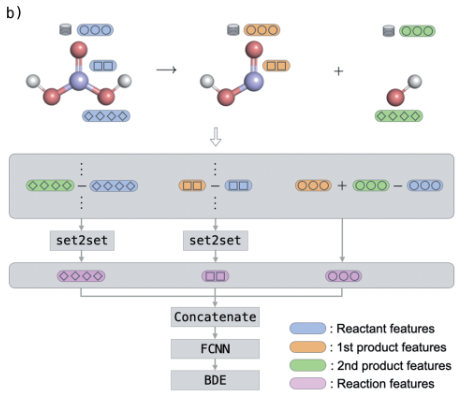 b)
+
- - + -
set2set set2set
Concatenate
FCNN
BDE
: Reactant features
: 1st product features
: 2nd product features
: Reaction features